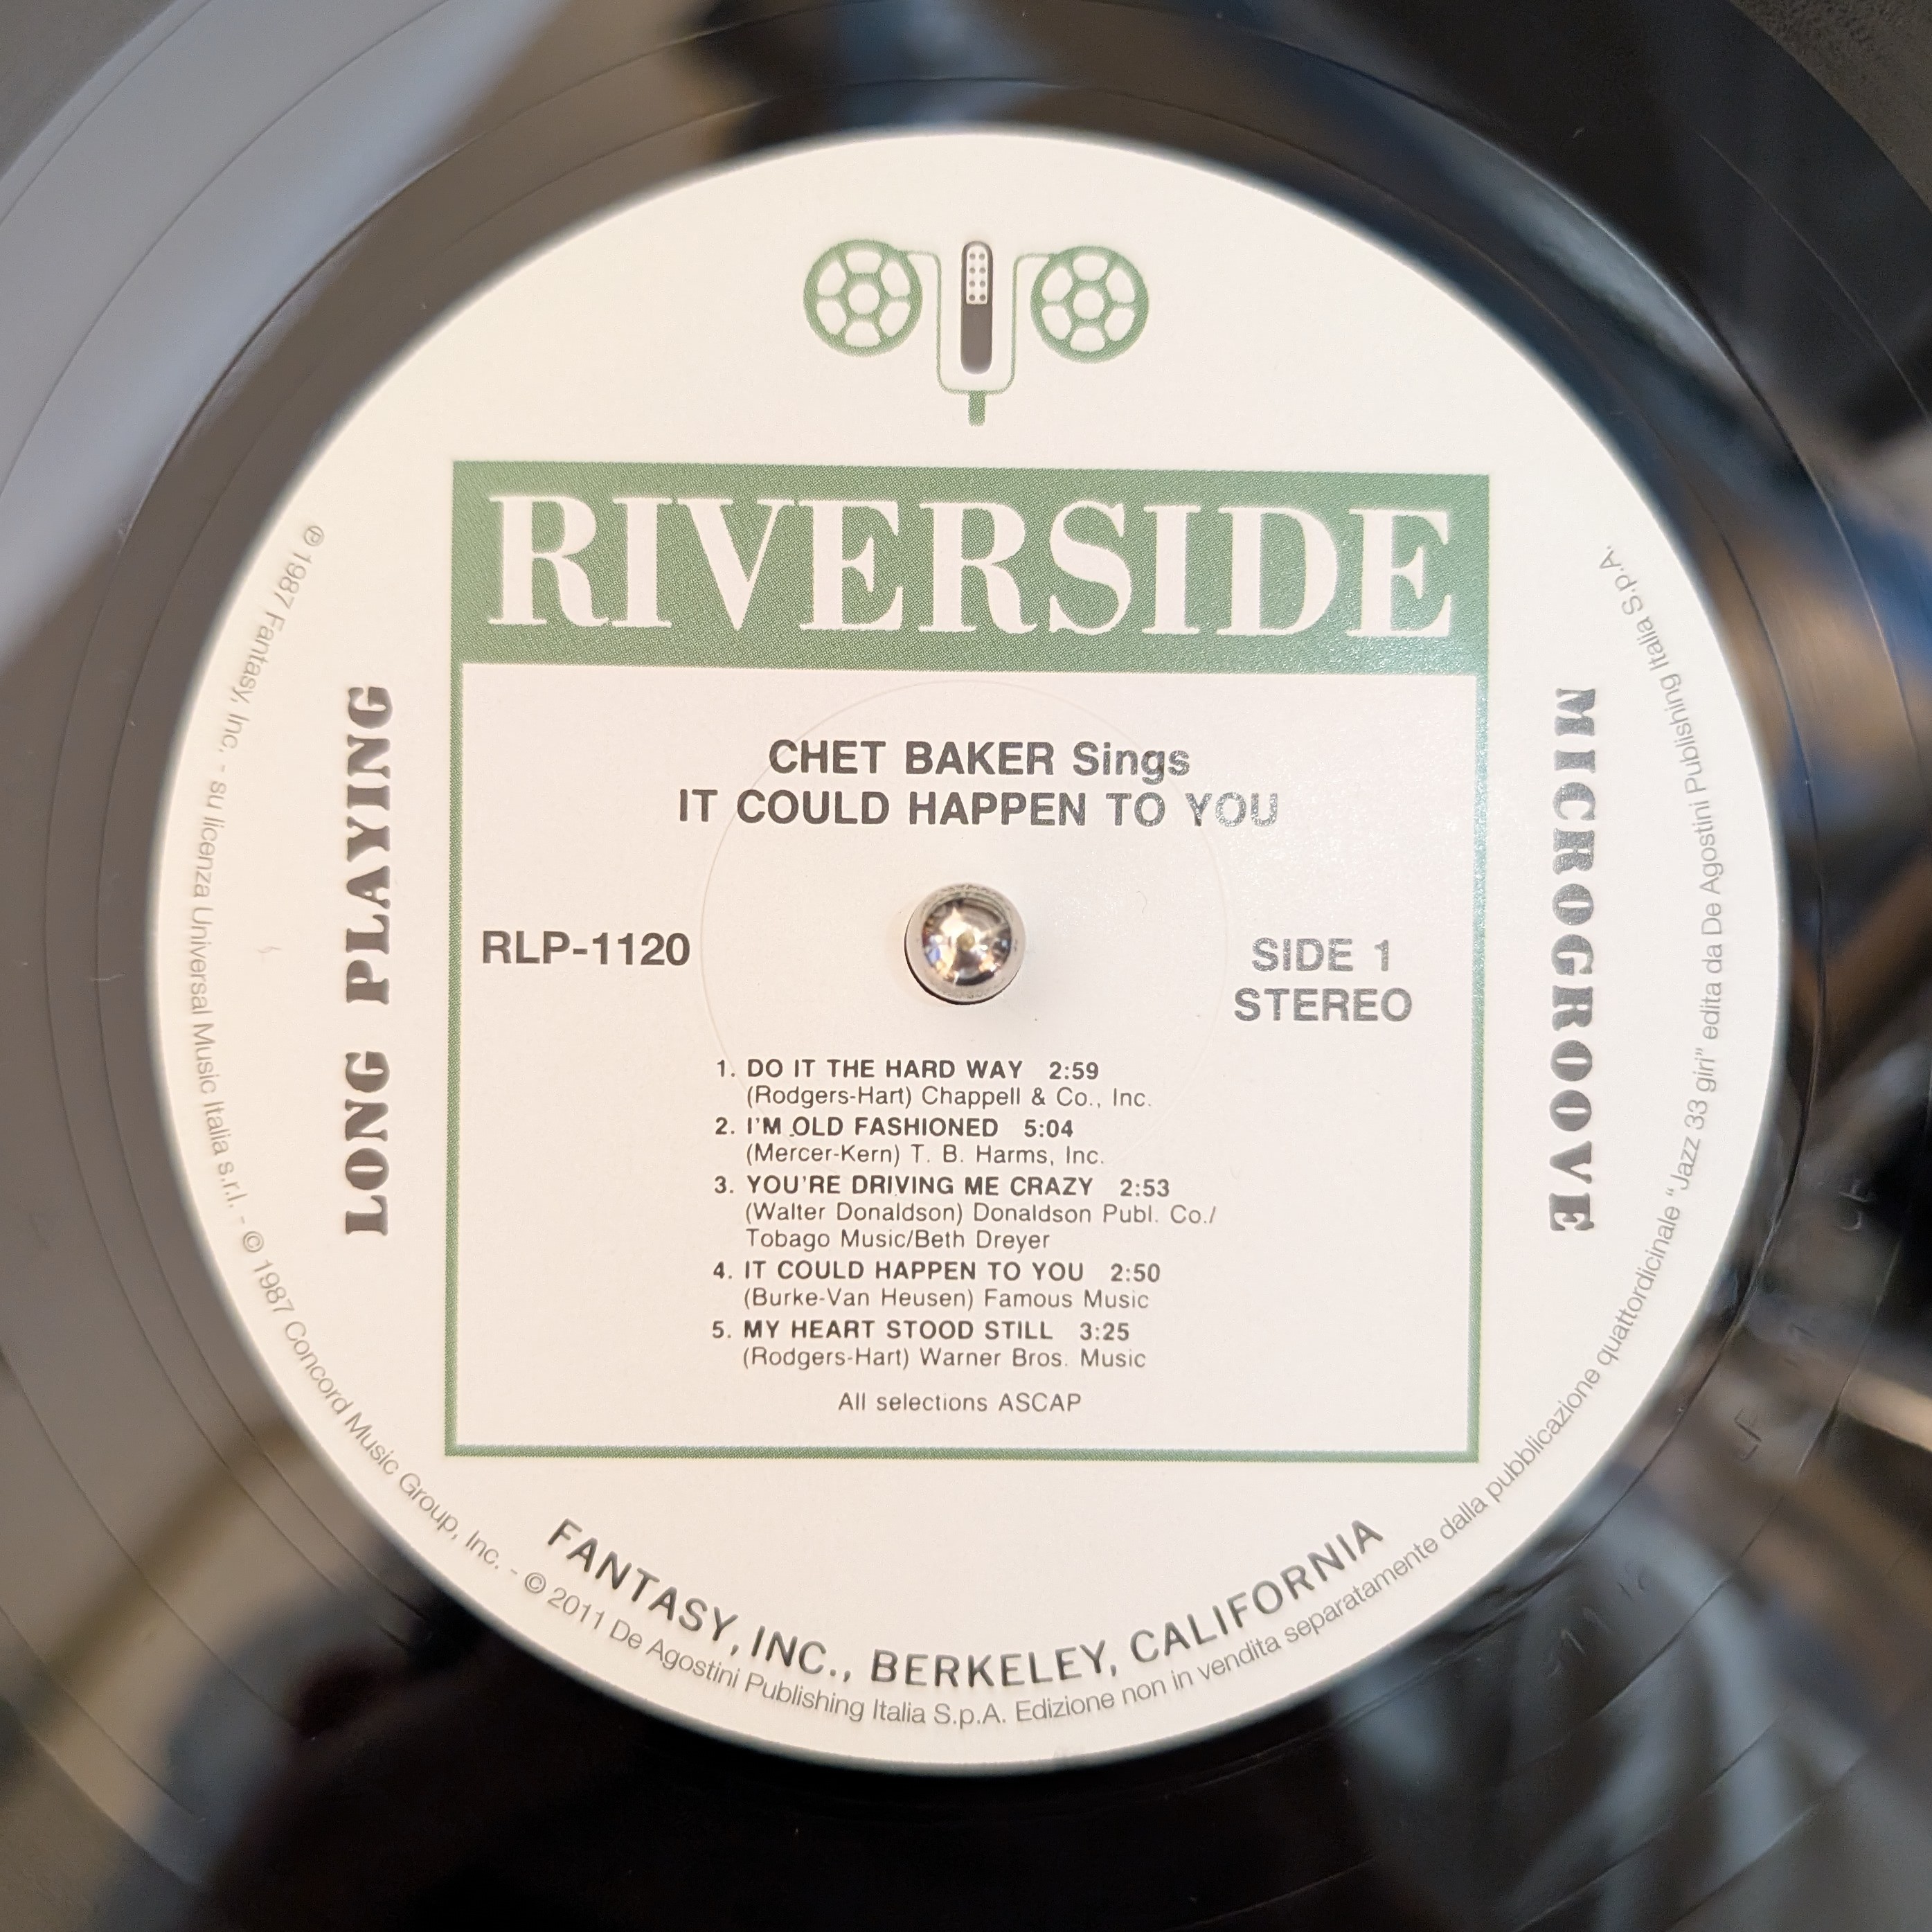 RIVERSIDE
CHET BAKER Sings
IT COULD HAPPEN TO YOU
RLP-1120
SIDE 1
STEREO
1. DO IT THE HARD WAY 2:59
(Rodgers-Hart) Chappell & Co., Inc.
2. I'M OLD FASHIONED 5:04
(Mercer-Kern) T. B. Harms, Inc.
3. YOU'RE DRIVING ME CRAZY 2:53
(Walter Donaldson) Donaldson Publ. Co./
Tobago Music/Beth Dreyer
4. IT COULD HAPPEN TO YOU 2:50
(Burke-Van Heusen) Famous Music
5. MY HEART STOOD STILL 3:25
(Rodgers-Hart) Warner Bros. Music
All selections ASCAP
LONG PLAYING
MICROGROOVE
FANTASY, INC., BERKELEY, CALIFORNIA
℗ 1987 Fantasy, Inc. - su licenza Universal Music Italia s.r.l. - © 1987 Concord Music Group, Inc. - © 2011 De Agostini Publishing Italia S.p.A. Edizione non in vendita separatamente dalla pubblicazione quattordicinale "Jazz 33 giri" edita da De Agostini Publishing Italia S.p.A.